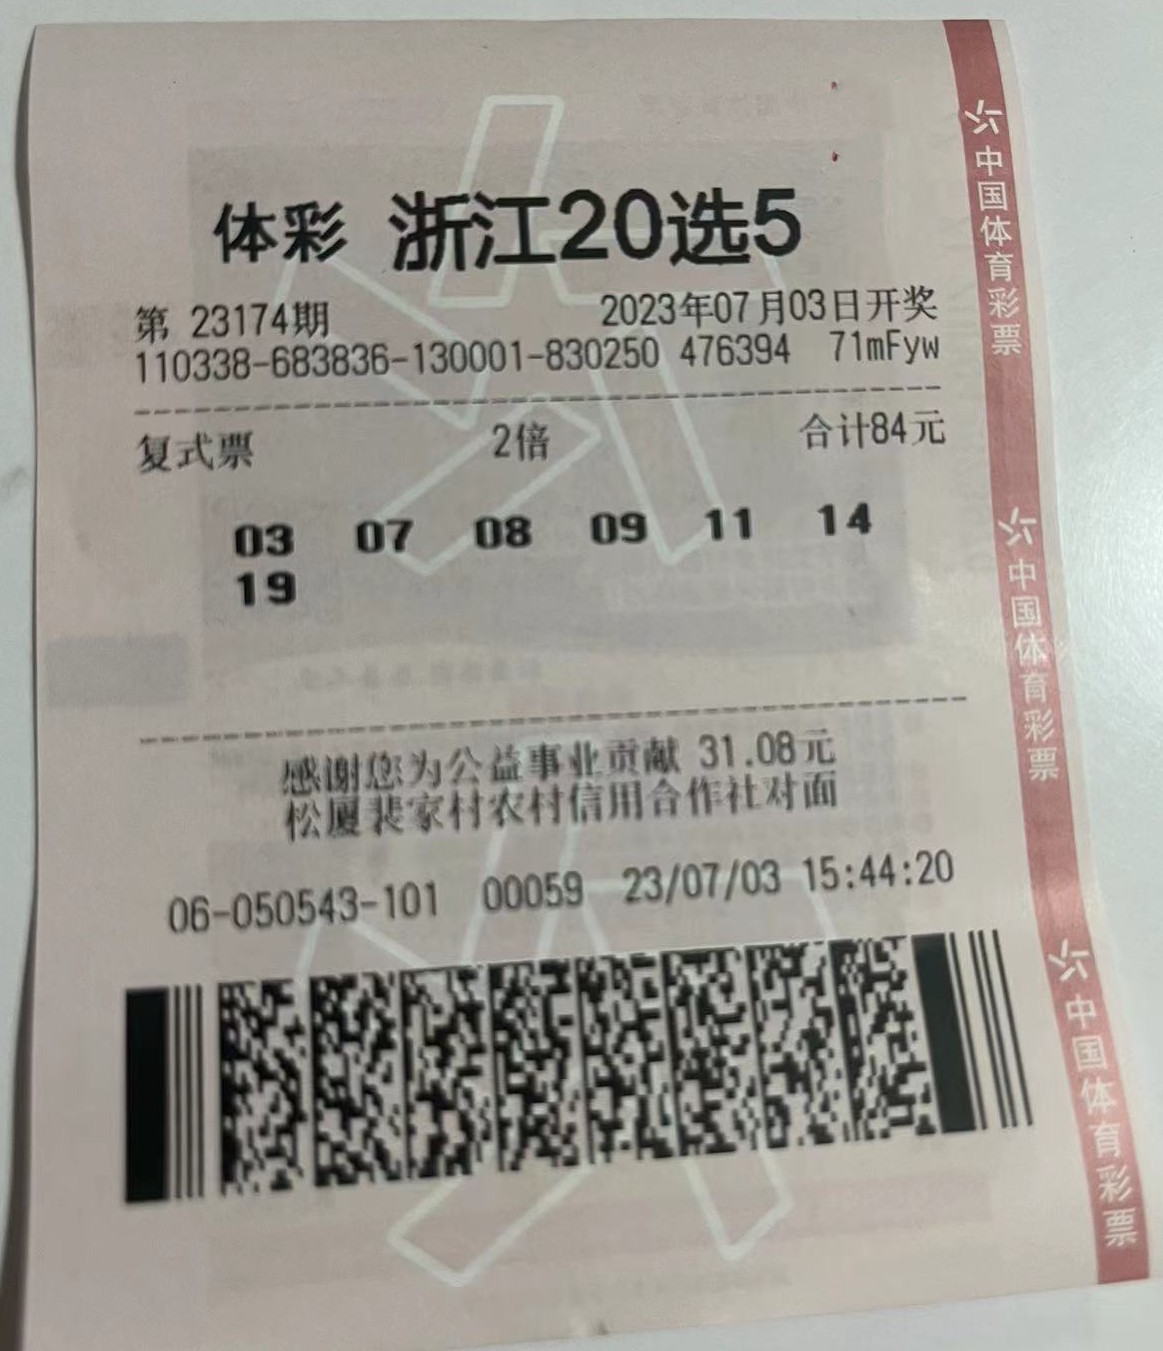 体彩 浙江20选5
第 23174期 2023年07月03日开奖
110338-683836-130001-830250 476394 71mFyw
复式票 2倍 合计84元
03 07 08 09 11 14
19
感谢您为公益事业贡献 31.08元
松厦裴家村农村信用合作社对面
06-050543-101 00059 23/07/03 15:44:20
中国体育彩票
中国体育彩票
中国体育彩票